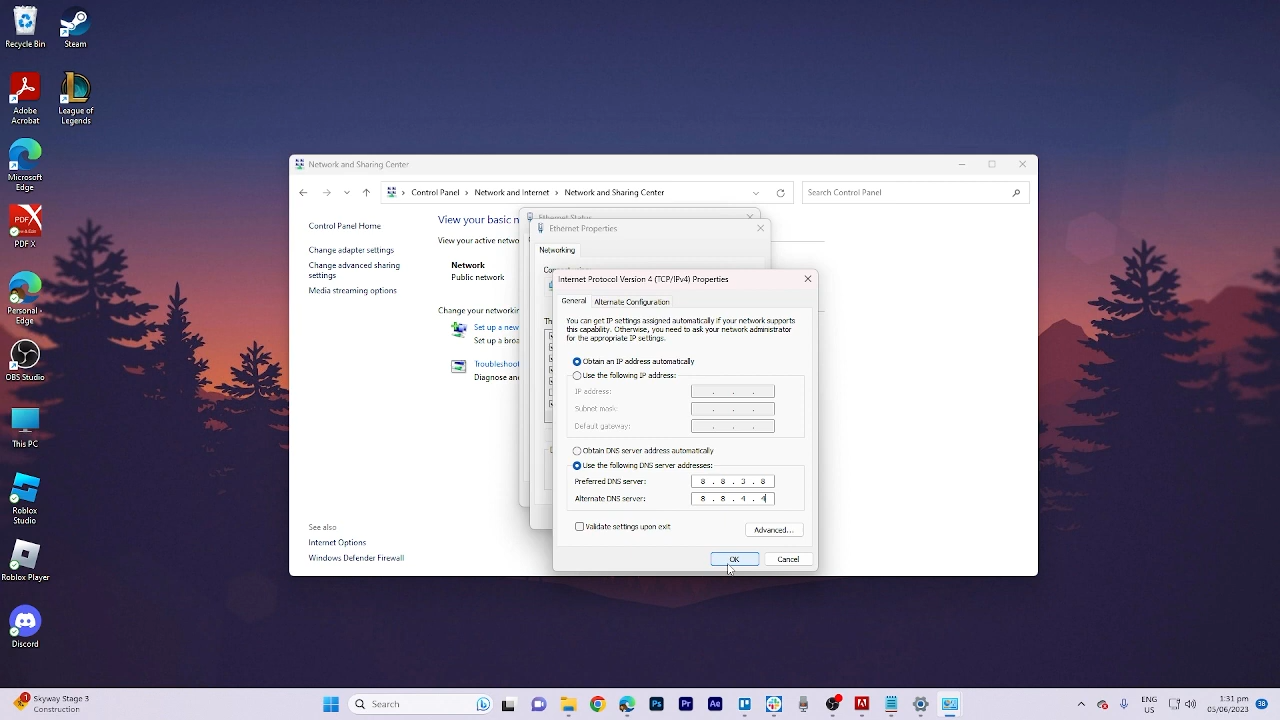 Recycle Bin
Steam
Adobe
Acrobat
League of
Legends
Microsoft
Edge
PDF X
Personal -
Edge
OBS Studio
This PC
Roblox
Studio
Roblox Player
Discord
Network and Sharing Center
Control Panel > Network and Internet > Network and Sharing Center
Search Control Panel
Control Panel Home
Change adapter settings
Change advanced sharing
settings
Media streaming options
See also
Internet Options
Windows Defender Firewall
View your basic n
View your active netwo
Network
Public network
Change your networkin
Set up a new
Set up a bro
Troubleshoot
Diagnose an
Ethernet Status
Ethernet Properties
Networking
Internet Protocol Version 4 (TCP/IPv4) Properties
General
Alternate Configuration
You can get IP settings assigned automatically if your network supports
this capability. Otherwise, you need to ask your network administrator
for the appropriate IP settings.
Obtain an IP address automatically
Use the following IP address:
IP address:
Subnet mask:
Default gateway:
Obtain DNS server address automatically
Use the following DNS server addresses:
Preferred DNS server: 8 . 8 . 3 . 8
Alternate DNS server: 8 . 8 . 4 . 4
Validate settings upon exit
Advanced...
OK
Cancel
1
Skyway Stage 3
Construction
Search
Ps
Pr
Ae
ENG
US
1:31 pm
05/06/2023